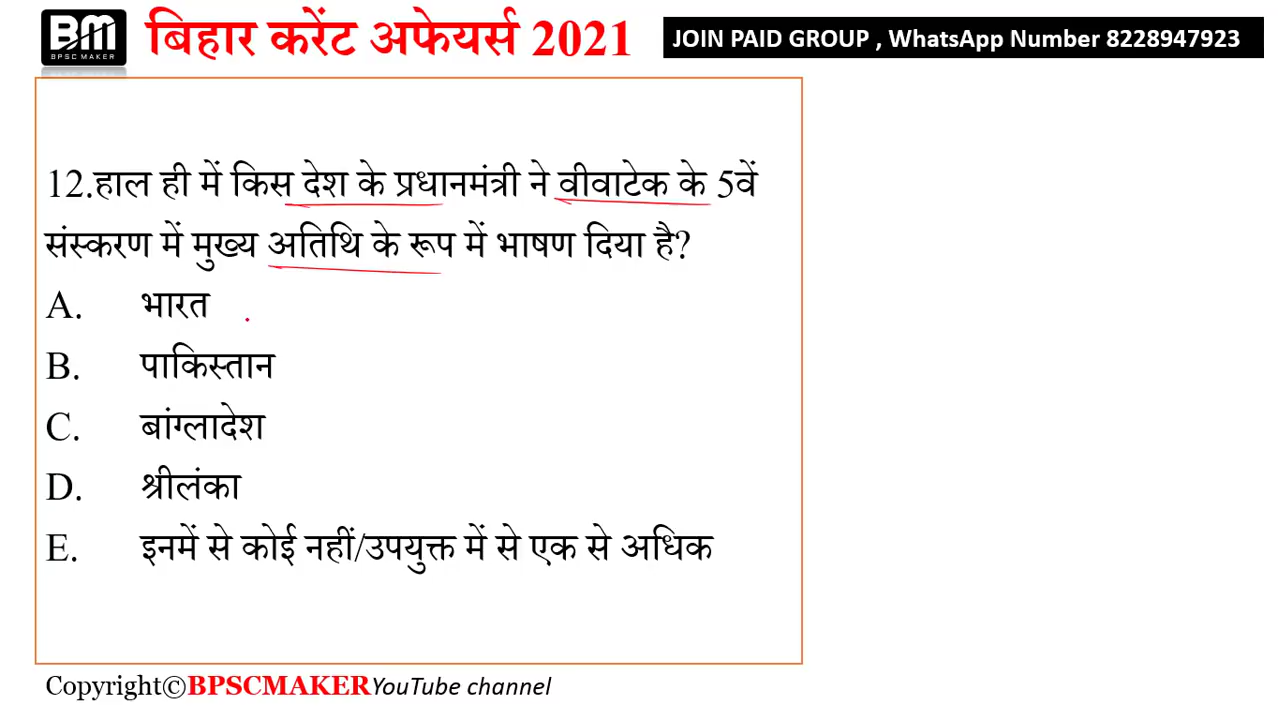 BM
BPSC MAKER
बिहार करेंट अफेयर्स 2021
JOIN PAID GROUP , WhatsApp Number 8228947923
12.हाल ही में किस देश के प्रधानमंत्री ने वीवाटेक के 5वें
संस्करण में मुख्य अतिथि के रूप में भाषण दिया है?
A. भारत
B. पाकिस्तान
C. बांग्लादेश
D. श्रीलंका
E. इनमें से कोई नहीं/उपयुक्त में से एक से अधिक
Copyright©BPSCMAKERYouTube channel